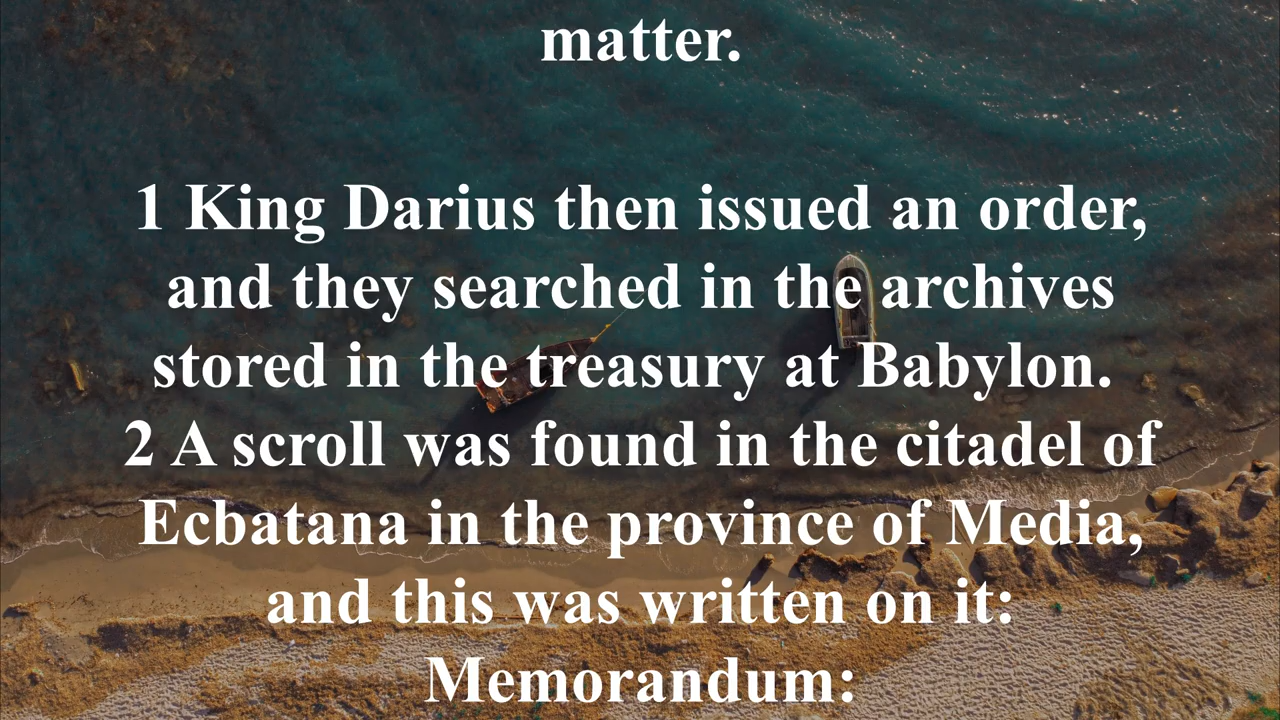 matter.
1 King Darius then issued an order,
and they searched in the archives
stored in the treasury at Babylon.
2 A scroll was found in the citadel of
Ecbatana in the province of Media,
and this was written on it:
Memorandum: